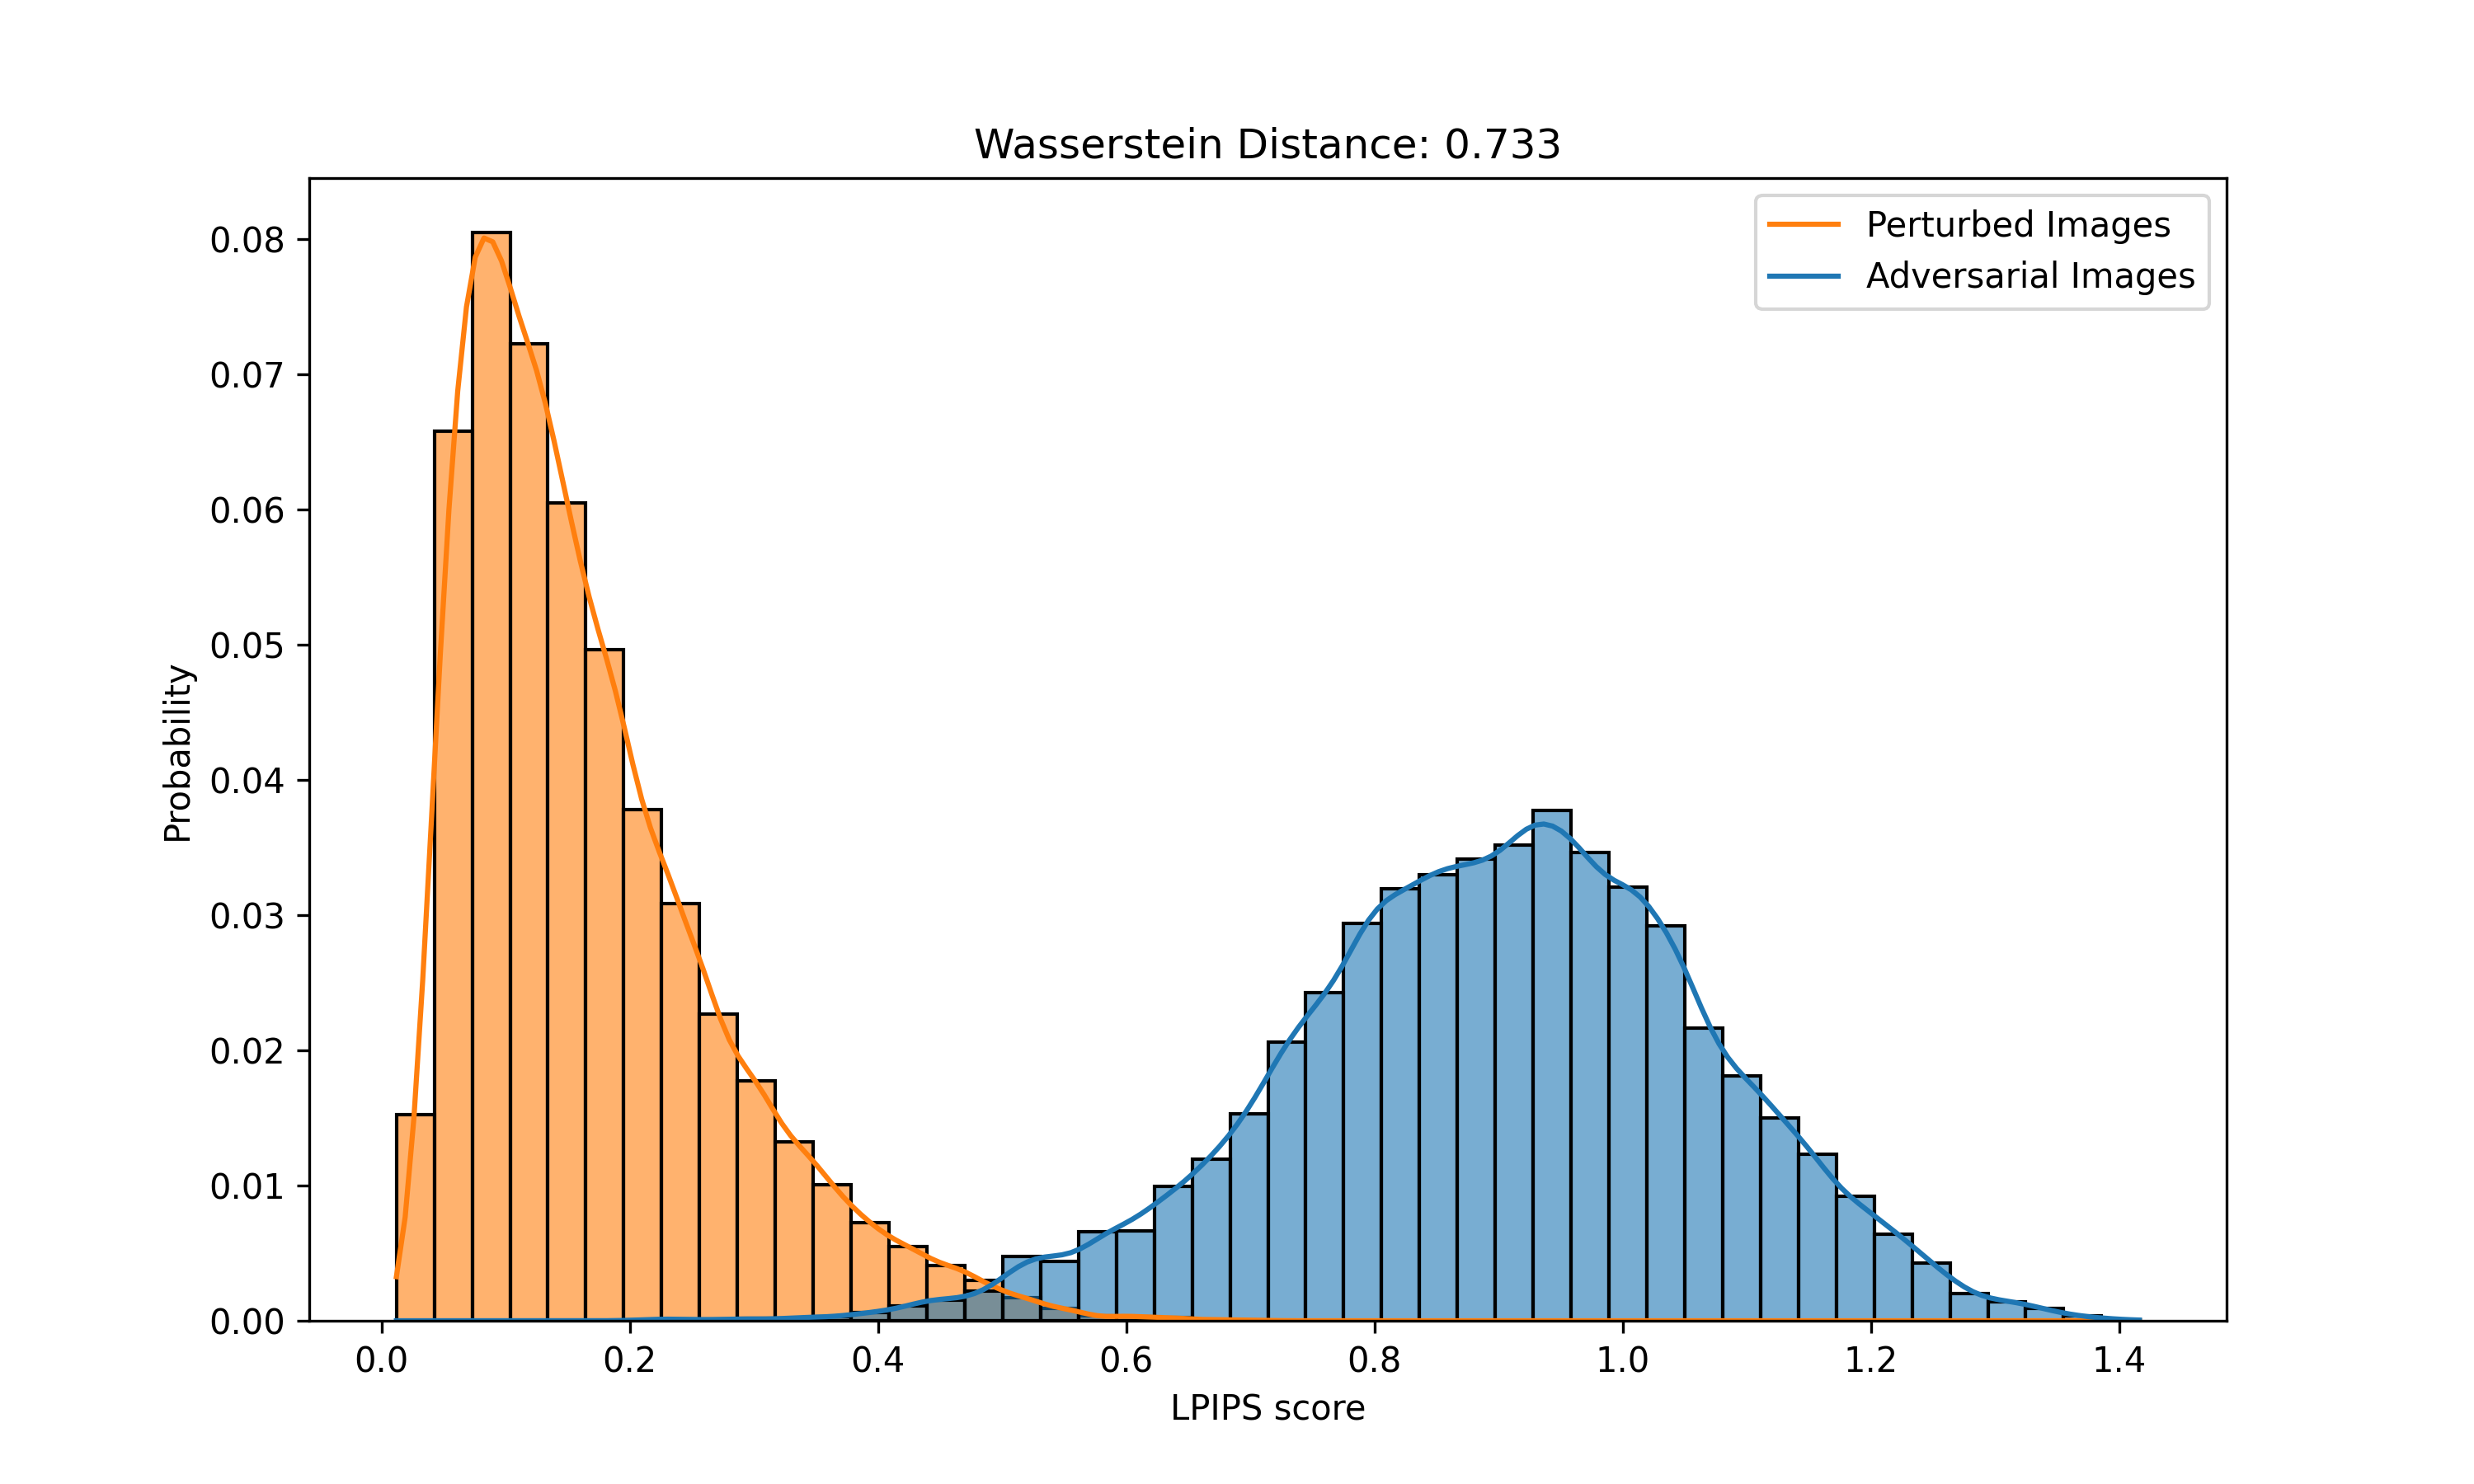 Wasserstein Distance: 0.733
Perturbed Images
Adversarial Images
0.08
0.07
0.06
0.05
0.04
0.03
0.02
0.01
0.00
Probability
0.0 0.2 0.4 0.6 0.8 1.0 1.2 1.4
LPIPS score